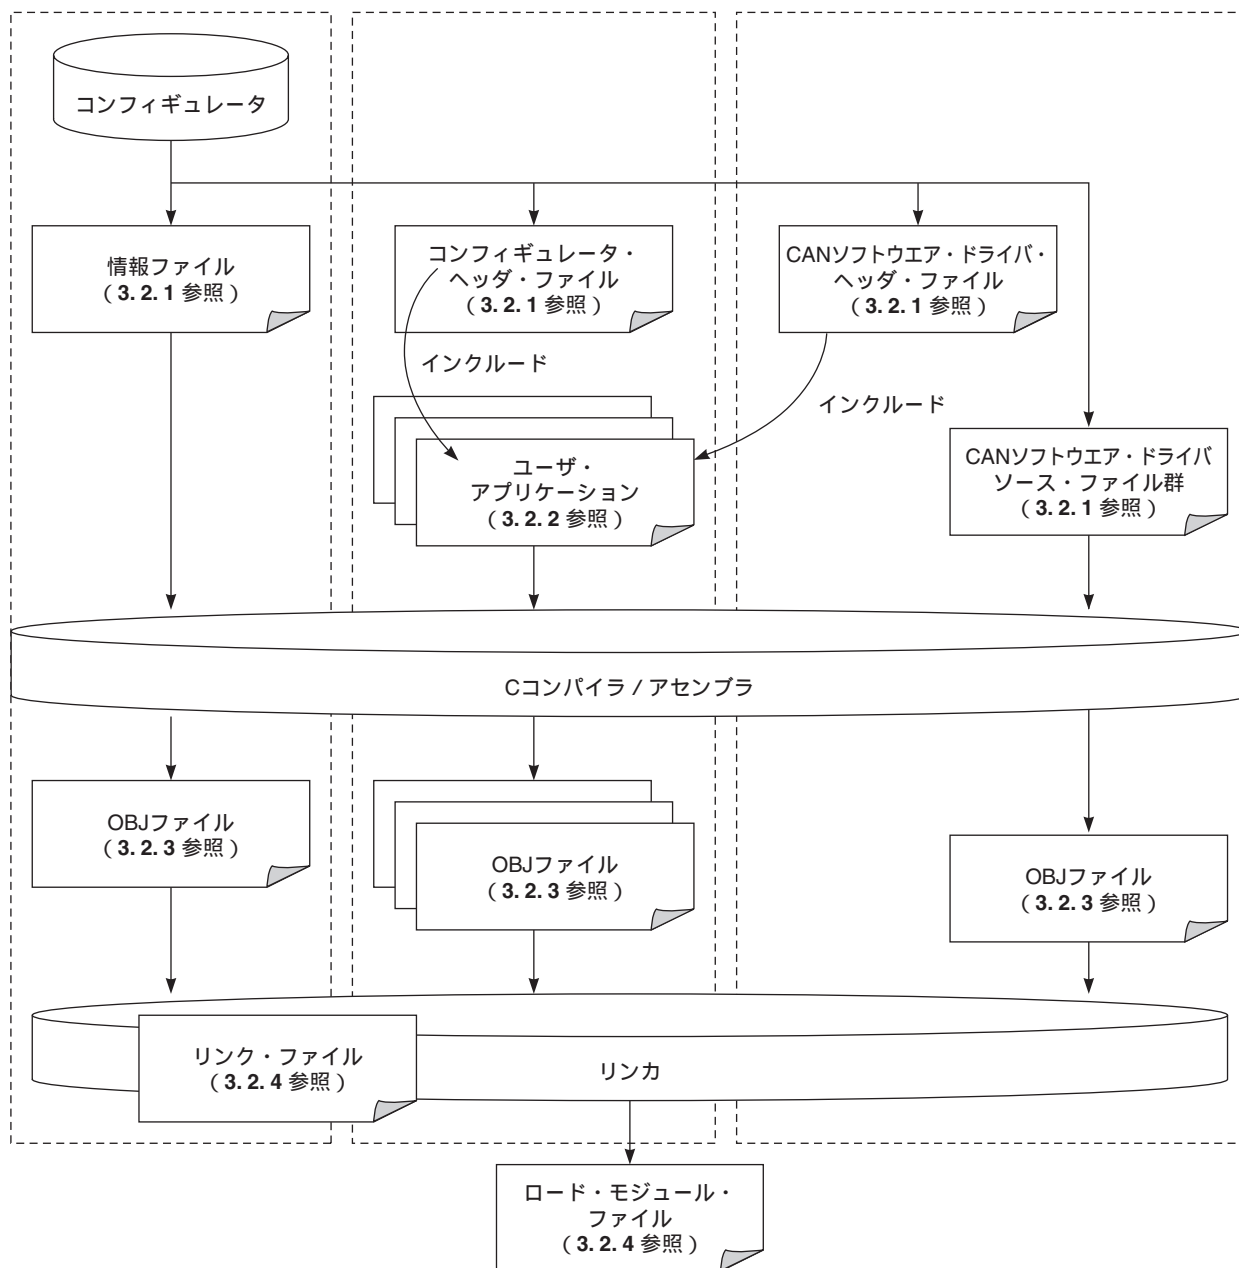 コンフィギュレータ
情報ファイル
（3. 2. 1 参照）
コンフィギュレータ・
ヘッダ・ファイル
（3. 2. 1 参照）
CANソフトウエア・ドライバ・
ヘッダ・ファイル
（3. 2. 1 参照）
インクルード
インクルード
ユーザ・
アプリケーション
（3. 2. 2 参照）
CANソフトウエア・ドライバ
ソース・ファイル群
（3. 2. 1 参照）
Cコンパイラ / アセンブラ
OBJファイル
（3. 2. 3 参照）
OBJファイル
（3. 2. 3 参照）
OBJファイル
（3. 2. 3 参照）
リンク・ファイル
（3. 2. 4 参照）
リンカ
ロード・モジュール・
ファイル
（3. 2. 4 参照）